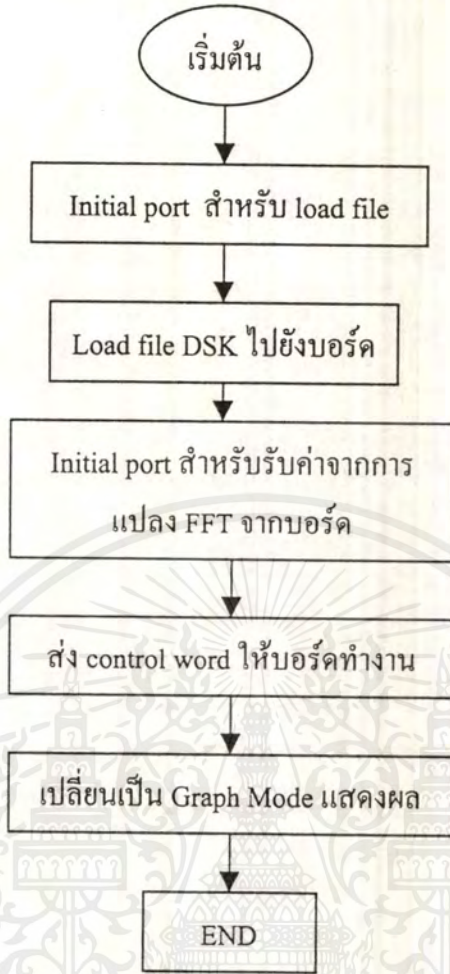 เริ่มต้น
Initial port สำหรับ load file
Load file DSK ไปยังบอร์ด
Initial port สำหรับรับค่าจากการ
แปลง FFT จากบอร์ด
ส่ง control word ให้บอร์ดทำงาน
เปลี่ยนเป็น Graph Mode แสดงผล
END